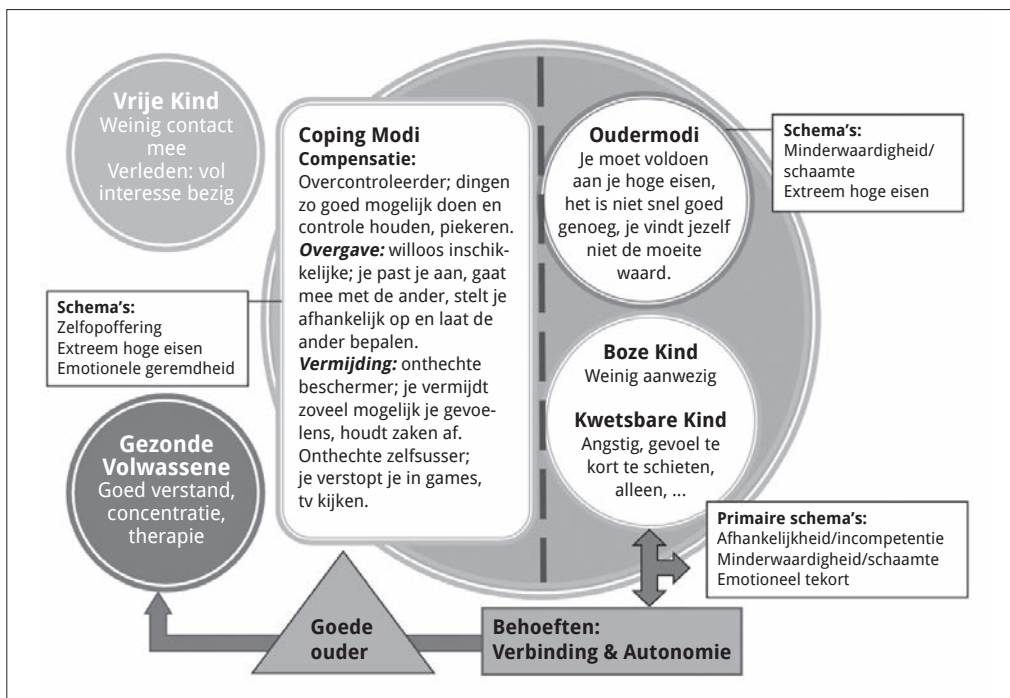 Vrije Kind
Weinig contact
mee
Verleden: vol
interesse bezig
Coping Modi
Compensatie:
Overcontroleerder; dingen
zo goed mogelijk doen en
controle houden, piekeren.
Overgave: willoos inschik-
kelijke; je past je aan, gaat
mee met de ander, stelt je
afhankelijk op en laat de
ander bepalen.
Vermijding: onthechte
beschermer; je vermijdt
zoveel mogelijk je gevoe-
lens, houdt zaken af.
Onthechte zelfsusser;
je verstopt je in games,
tv kijken.
Oudermodi
Je moet voldoen
aan je hoge eisen,
het is niet snel goed
genoeg, je vindt jezelf
niet de moeite
waard.
Schema's:
Minderwaardigheid/
schaamte
Extreem hoge eisen
Schema's:
Zelfopoffering
Extreem hoge eisen
Emotionele geremdheid
Boze Kind
Weinig aanwezig
Kwetsbare Kind
Angstig, gevoel te
kort te schieten,
alleen, ...
Gezonde
Volwassene
Goed verstand,
concentratie,
therapie
Primaire schema's:
Afhankelijkheid/incompetentie
Minderwaardigheid/schaamte
Emotioneel tekort
Goede
ouder
Behoeften:
Verbinding & Autonomie